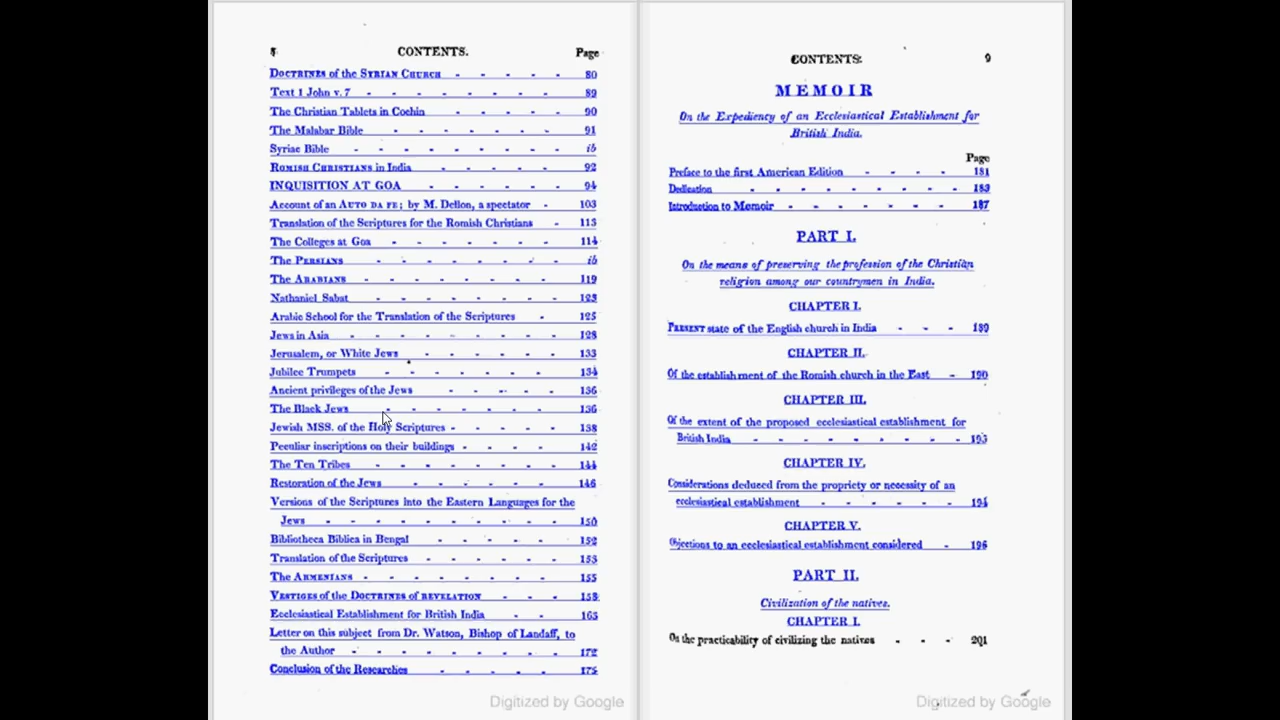 8 CONTENTS. Page
DOCTRINES of the SYRIAN CHURCH - - - - - 80
Text 1 John v. 7 - - - - - - - - 89
The Christian Tablets in Cochin - - - - - - 90
The Malabar Bible - - - - - - 91
Syriac Bible - - - - - - - - ib
ROMISH CHRISTIANS in India - - - - - - 92
INQUISITION AT GOA - - - - - - 94
Account of an AUTO DA FE; by M. Dellon, a spectator - 103
Translation of the Scriptures for the Romish Christians - 113
The Colleges at Goa - - - - - - - 114
The PERSIANS - - - - - - - ib
The ARABIANS - - - - - - - - 119
Nathaniel Sabat - - - - - - - 123
Arabic School for the Translation of the Scriptures - 125
Jews in Asia - - - - - - - - 128
Jerusalem, or White Jews - - - - - - 133
Jubilee Trumpets - - - - - - - 134
Ancient privileges of the Jews - - - - - 136
The Black Jews - - - - - - - 136
Jewish MSS. of the Holy Scriptures - - - - - 138
Peculiar inscriptions on their buildings - - - - 142
The Ten Tribes - - - - - - - 144
Restoration of the Jews - - - - - - 146
Versions of the Scriptures into the Eastern Languages for the
Jews - - - - - - - - - 150
Bibliotheca Biblica in Bengal - - - - - 152
Translation of the Scriptures - - - - - - 153
The ARMENIANS - - - - - - - 155
VESTIGES of the DOCTRINES of REVELATION - - - 158
Ecclesiastical Establishment for British India - - 163
Letter on this subject from Dr. Watson, Bishop of Landaff, to
the Author - - - - - - - - 172
Conclusion of the Researches - - - - - 175
Digitized by Google
CONTENTS: 9
MEMOIR
On the Expediency of an Ecclesiastical Establishment for
British India.
Page
Preface to the first American Edition - - - - 181
Dedication - - - - - - - - - 183
Introduction to Memoir - - - - - - - 187
PART I.
On the means of preserving the profession of the Christian
religion among our countrymen in India.
CHAPTER I.
PRESENT state of the English church in India - - - 189
CHAPTER II.
Of the establishment of the Romish church in the East - 190
CHAPTER III.
Of the extent of the proposed ecclesiastical establishment for
British India - - - - - - - - - 193
CHAPTER IV.
Considerations deduced from the propriety or necessity of an
ecclesiastical establishment - - - - - - 194
CHAPTER V.
Objections to an ecclesiastical establishment considered - 196
PART II.
Civilization of the natives.
CHAPTER I.
On the practicability of civilizing the natives - - - 201
Digitized by Google